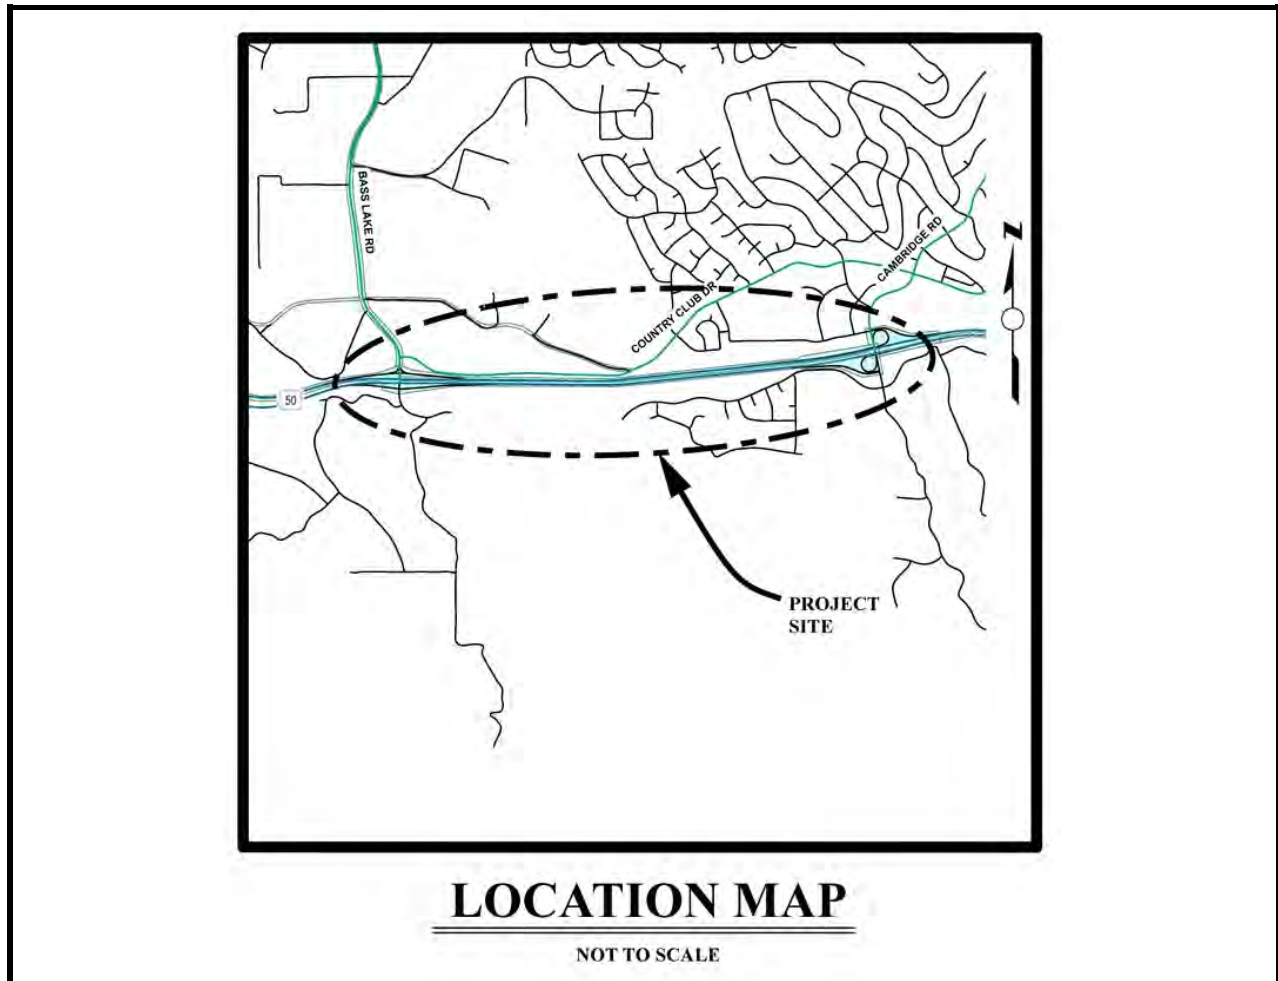 BASS LAKE RD
N
CAMBRIDGE RD
COUNTRY CLUB DR
50
PROJECT
SITE
LOCATION MAP
NOT TO SCALE